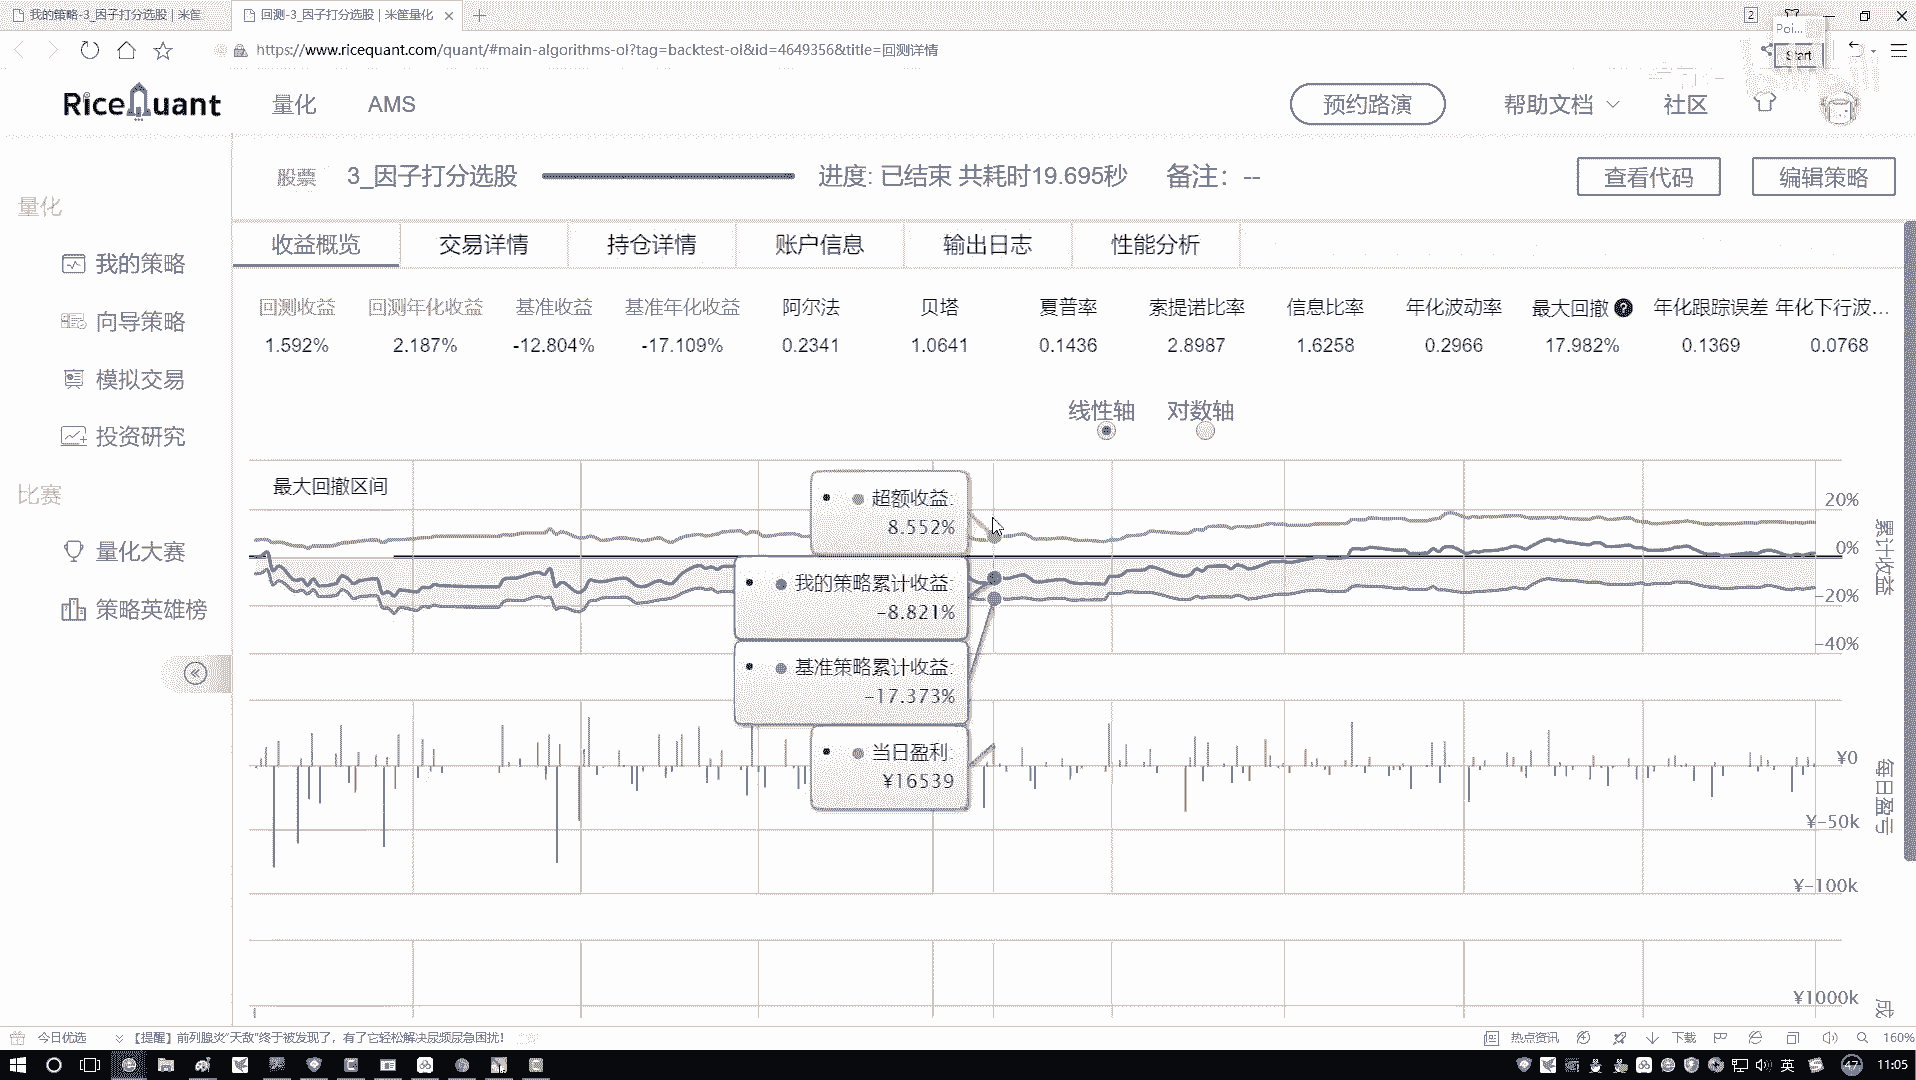 我的策略-3_因子打分选股 | 米筐
回测-3_因子打分选股 | 米筐量化
2
https://www.ricequant.com/quant/#main-algorithms-ol?tag=backtest-ol&id=4649356&title=回测详情
Poi...
Start
RiceQuant
量化
AMS
预约路演
帮助文档
社区
股票
3_因子打分选股
进度: 已结束 共耗时19.695秒
备注: --
查看代码
编辑策略
量化
我的策略
向导策略
模拟交易
投资研究
比赛
量化大赛
策略英雄榜
收益概览 交易详情 持仓详情 账户信息 输出日志 性能分析
回测收益 回测年化收益 基准收益 基准年化收益 阿尔法 贝塔 夏普率 索提诺比率 信息比率 年化波动率 最大回撤 年化跟踪误差 年化下行波...
1.592% 2.187% -12.804% -17.109% 0.2341 1.0641 0.1436 2.8987 1.6258 0.2966 17.982% 0.1369 0.0768
线性轴 对数轴
最大回撤区间
超额收益:
8.552%
我的策略累计收益:
-8.821%
基准策略累计收益:
-17.373%
当日盈利:
¥16539
20%
0%
-20%
-40%
累计收益
¥0
¥-50k
¥-100k
每日盈亏
¥1000k
成
今日优选
【提醒】前列腺炎“天敌”终于被发现了，有了它轻松解决尿频尿急困扰！
热点资讯
下载
160%
英
47
11:05